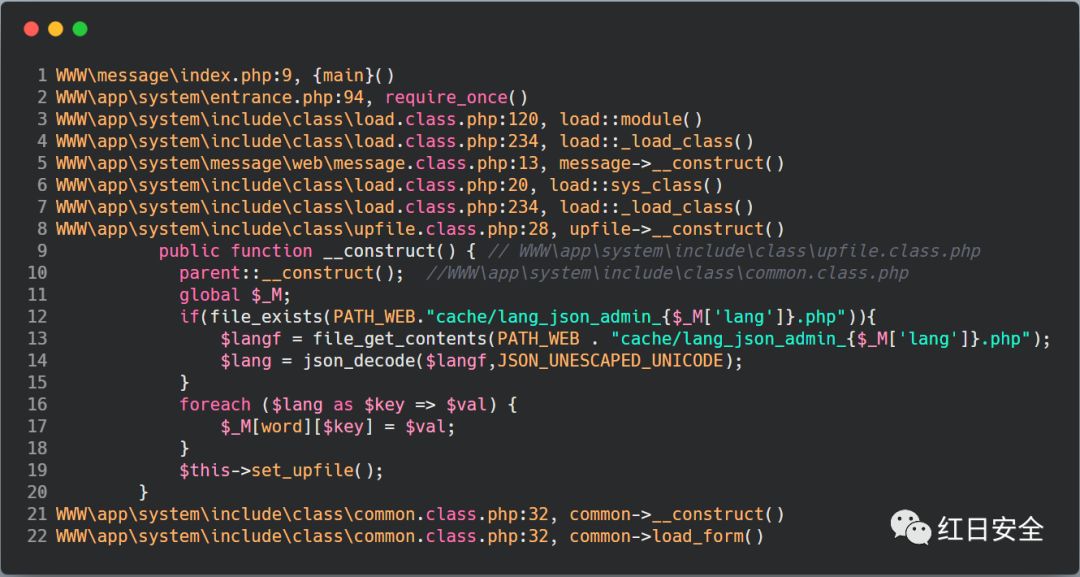 1 WWW\message\index.php:9, {main}()
2 WWW\app\system\entrance.php:94, require_once()
3 WWW\app\system\include\class\load.class.php:120, load::module()
4 WWW\app\system\include\class\load.class.php:234, load::_load_class()
5 WWW\app\system\message\web\message.class.php:13, message->__construct()
6 WWW\app\system\include\class\load.class.php:20, load::sys_class()
7 WWW\app\system\include\class\load.class.php:234, load::_load_class()
8 WWW\app\system\include\class\upfile.class.php:28, upfile->__construct()
9 public function __construct() { // WWW\app\system\include\class\upfile.class.php
10 parent::__construct();  //WWW\app\system\include\class\common.class.php
11 global $_M;
12 if(file_exists(PATH_WEB."cache/lang_json_admin_{$_M['lang']}.php")){
13 $langf = file_get_contents(PATH_WEB . "cache/lang_json_admin_{$_M['lang']}.php");
14 $lang = json_decode($langf,JSON_UNESCAPED_UNICODE);
15 }
16 foreach ($lang as $key => $val) {
17 $_M[word][$key] = $val;
18 }
19 $this->set_upfile();
20 }
21 WWW\app\system\include\class\common.class.php:32, common->__construct()
22 WWW\app\system\include\class\common.class.php:32, common->load_form()
红日安全